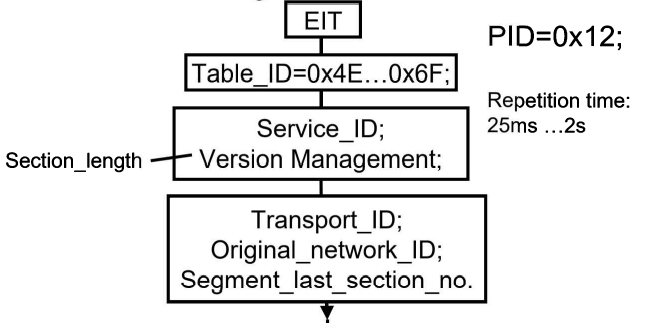 EIT
PID=0x12;
Table_ID=0x4E...0x6F;
Repetition time:
25ms ...2s
Service_ID;
Section_length
Version Management;
Transport_ID;
Original_network_ID;
Segment_last_section_no.